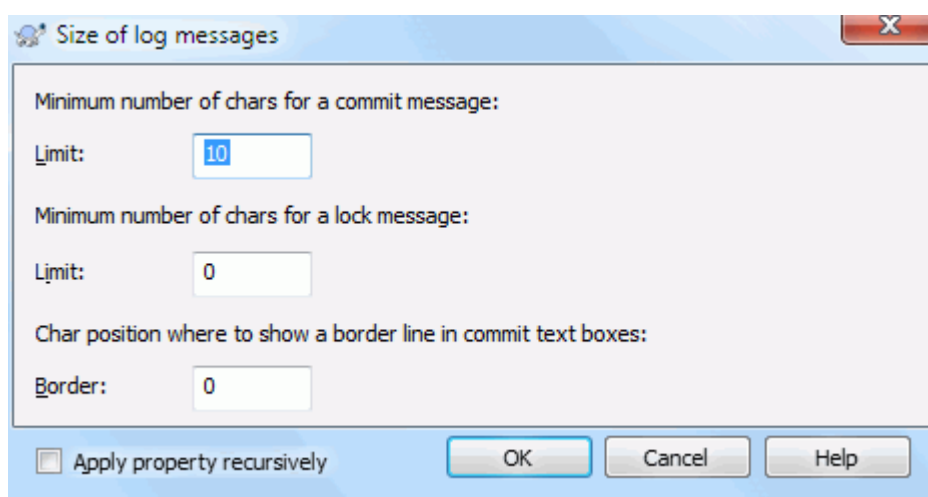 Size of log messages
Minimum number of chars for a commit message:
Limit: 10
Minimum number of chars for a lock message:
Limit: 0
Char position where to show a border line in commit text boxes:
Border: 0
Apply property recursively OK Cancel Help